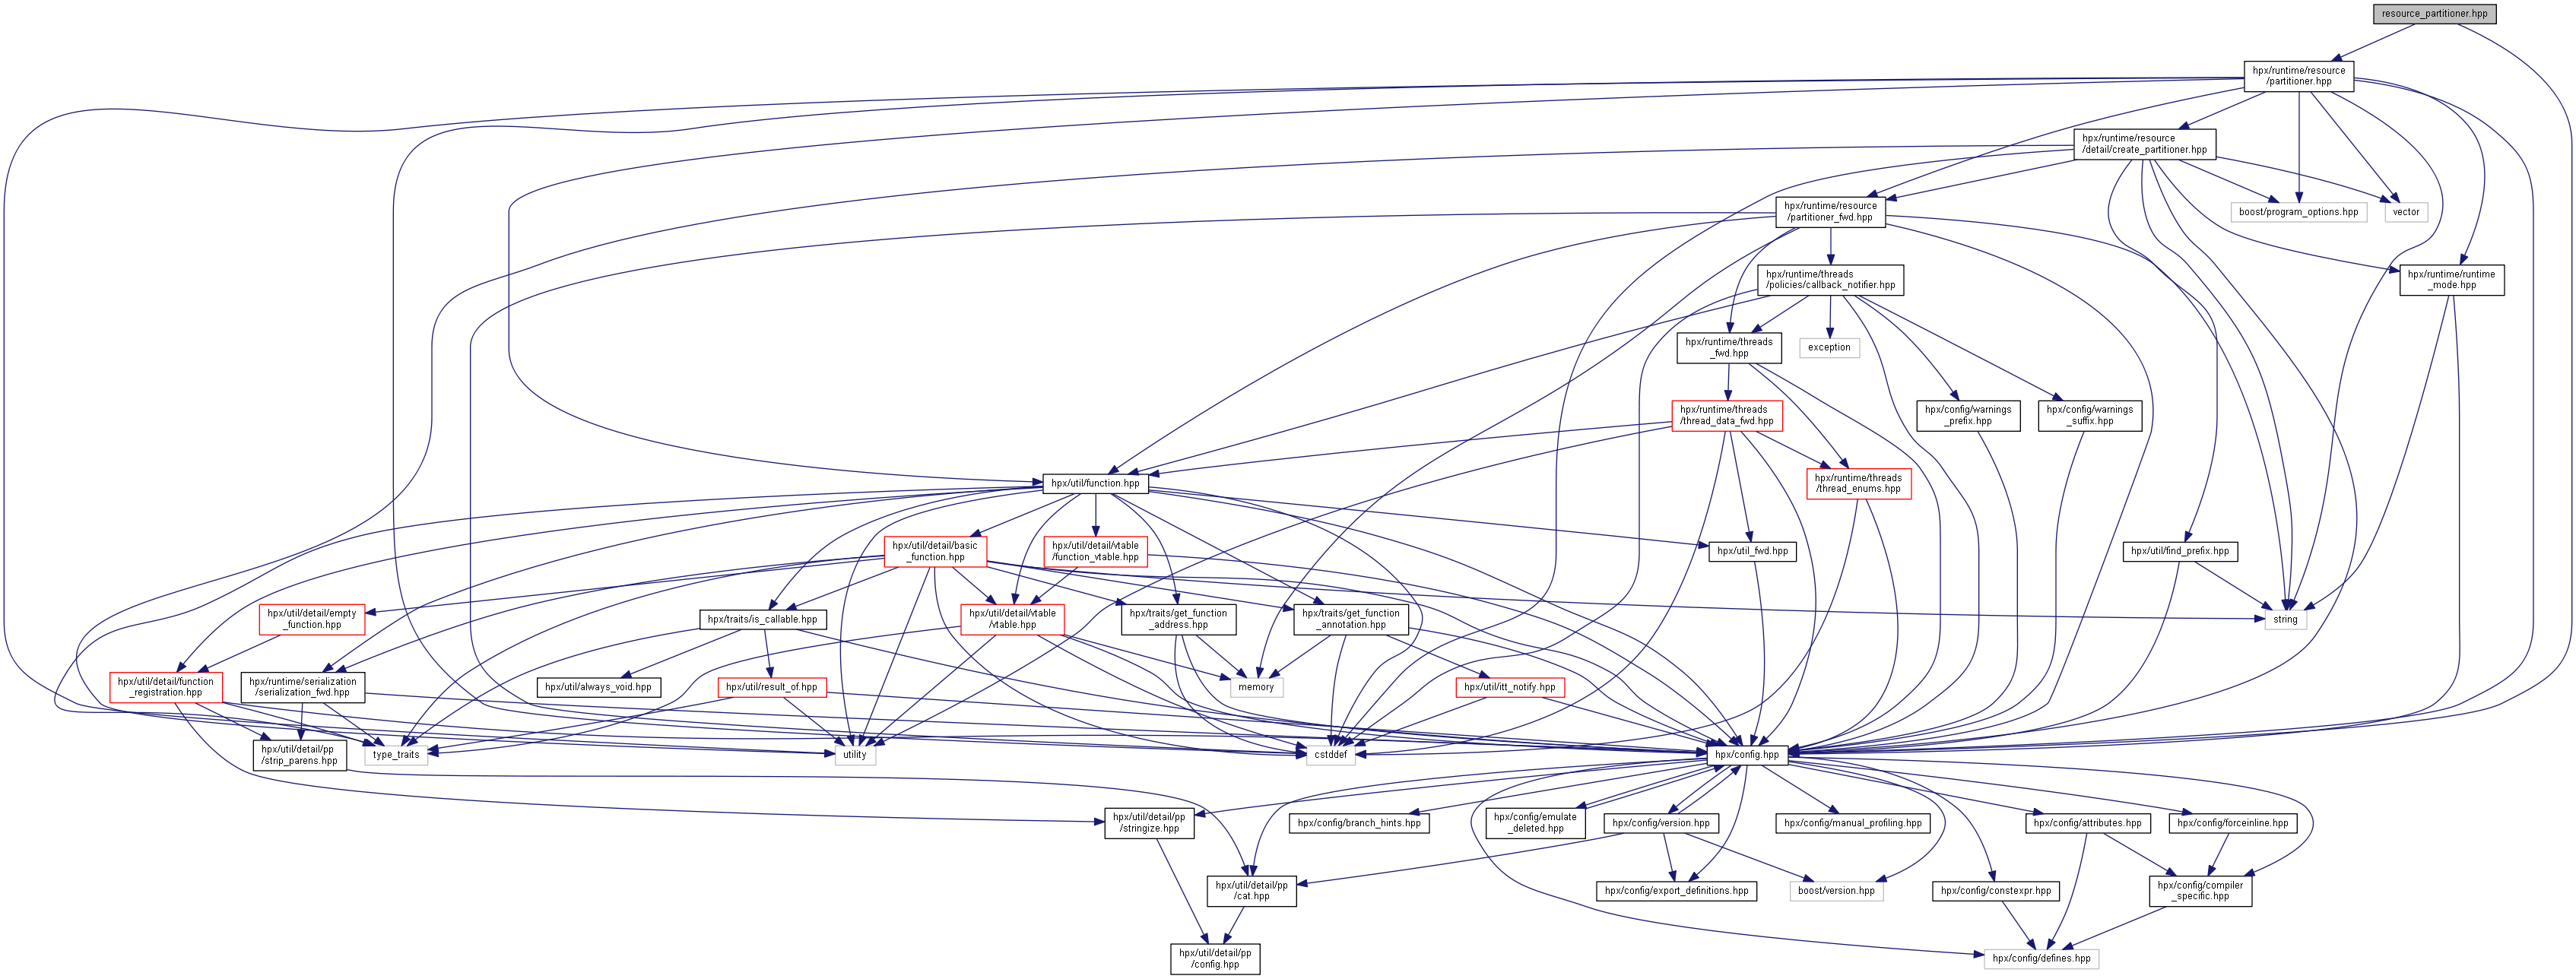 resource_partitioner.hpp
hpx/runtime/resource
/partitioner.hpp
hpx/runtime/resource
/detail/create_partitioner.hpp
hpx/runtime/resource
/partitioner_fwd.hpp
boost/program_options.hpp
vector
hpx/runtime/threads
/policies/callback_notifier.hpp
hpx/runtime/runtime
_mode.hpp
hpx/runtime/threads
_fwd.hpp
exception
hpx/runtime/threads
/thread_data_fwd.hpp
hpx/config/warnings
_prefix.hpp
hpx/config/warnings
_suffix.hpp
hpx/util/function.hpp
hpx/runtime/threads
/thread_enums.hpp
hpx/util/detail/basic
_function.hpp
hpx/util/detail/vtable
/function_vtable.hpp
hpx/util_fwd.hpp
hpx/util/find_prefix.hpp
hpx/util/detail/empty
_function.hpp
hpx/traits/is_callable.hpp
hpx/util/detail/vtable
/vtable.hpp
hpx/traits/get_function
_address.hpp
hpx/traits/get_function
_annotation.hpp
string
hpx/util/detail/function
_registration.hpp
hpx/runtime/serialization
/serialization_fwd.hpp
hpx/util/always_void.hpp
hpx/util/result_of.hpp
memory
hpx/util/itt_notify.hpp
hpx/util/detail/pp
/strip_parens.hpp
type_traits
utility
cstddef
hpx/config.hpp
hpx/util/detail/pp
/stringize.hpp
hpx/config/branch_hints.hpp
hpx/config/emulate
_deleted.hpp
hpx/config/version.hpp
hpx/config/manual_profiling.hpp
hpx/config/attributes.hpp
hpx/config/forceinline.hpp
hpx/util/detail/pp
/cat.hpp
hpx/config/export_definitions.hpp
boost/version.hpp
hpx/config/constexpr.hpp
hpx/config/compiler
_specific.hpp
hpx/util/detail/pp
/config.hpp
hpx/config/defines.hpp